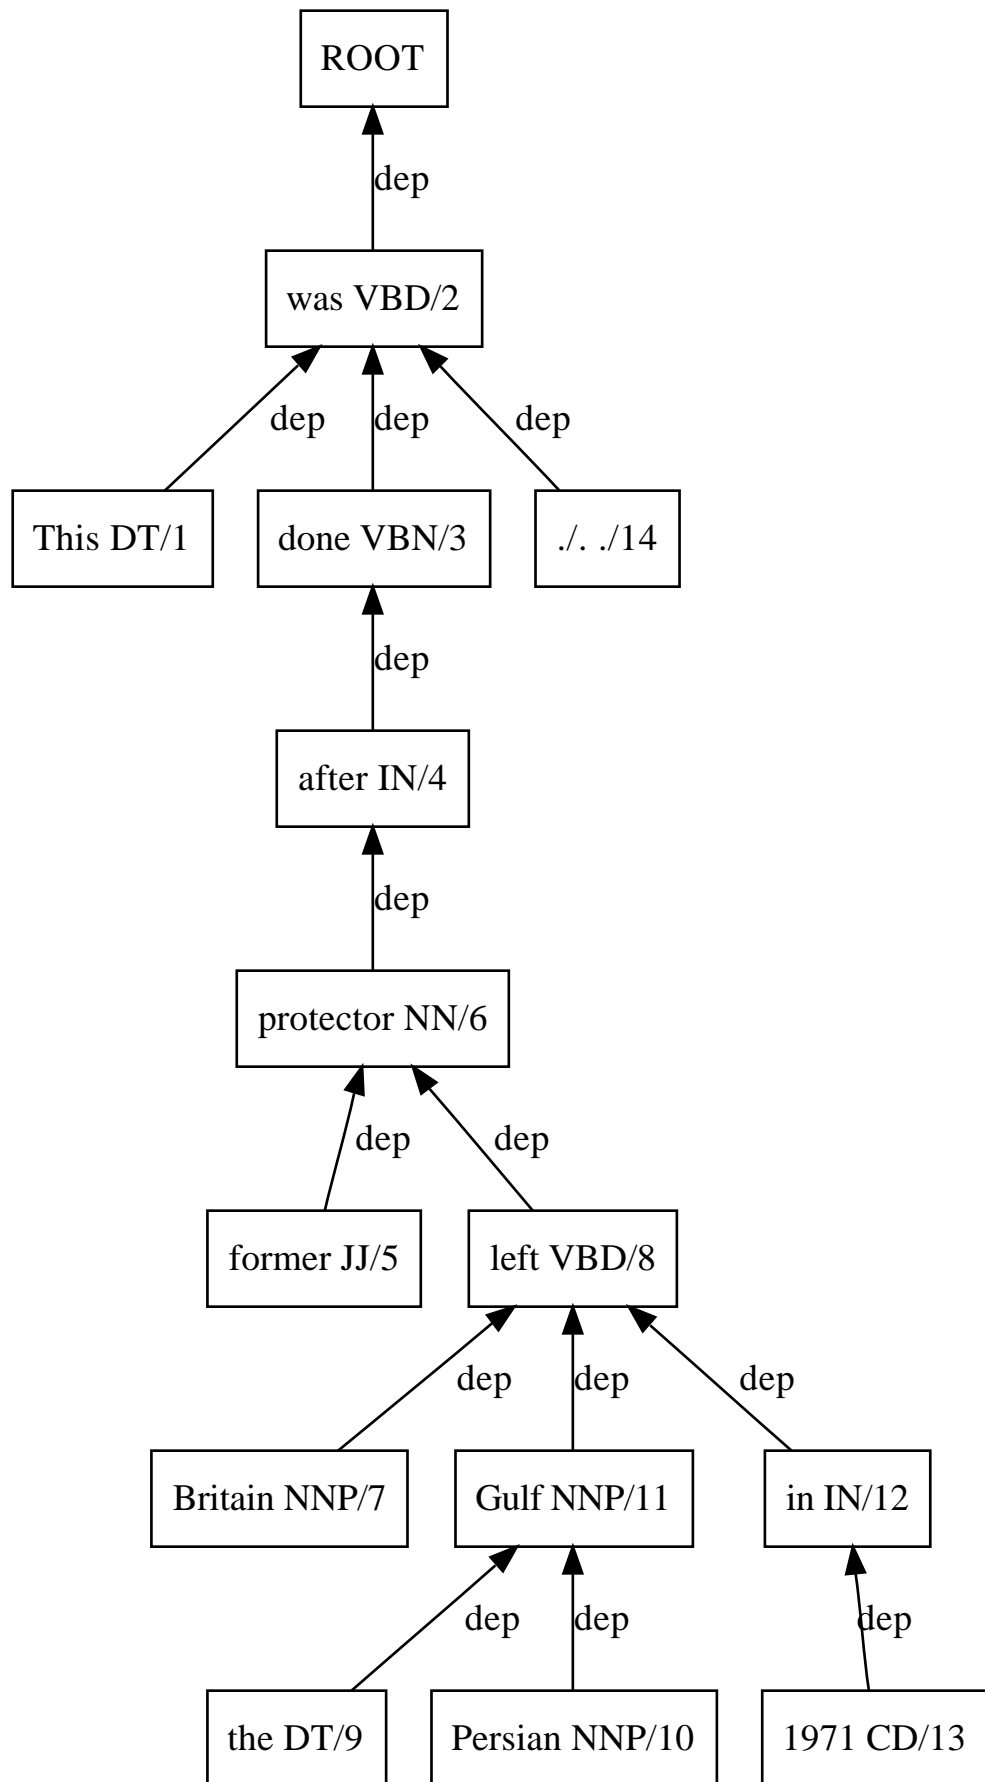 ROOT
dep
was VBD/2
dep dep dep
This DT/1 done VBN/3 ./. ./14
dep
after IN/4
dep
protector NN/6
dep dep
former JJ/5 left VBD/8
dep dep dep
Britain NNP/7 Gulf NNP/11 in IN/12
dep dep dep
the DT/9 Persian NNP/10 1971 CD/13